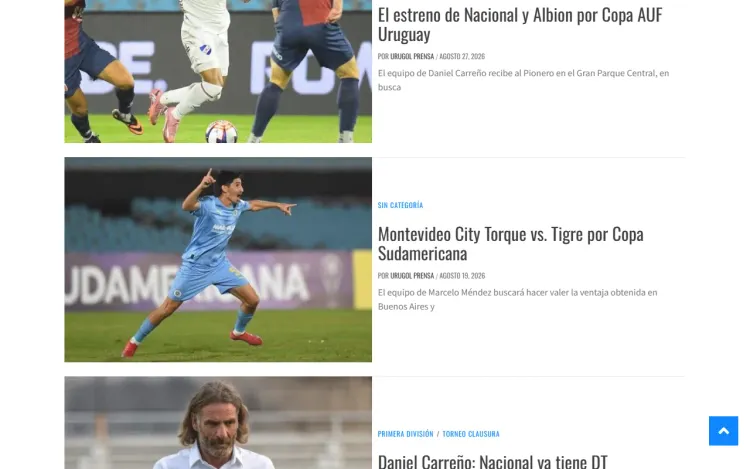 El estreno de Nacional y Albion por Copa AUF
Uruguay
POR URUGOL PRENSA / AGOSTO 27, 2026
El equipo de Daniel Carreño recibe al Pionero en el Gran Parque Central, en
busca
SIN CATEGORÍA
Montevideo City Torque vs. Tigre por Copa
Sudamericana
POR URUGOL PRENSA / AGOSTO 19, 2026
El equipo de Marcelo Méndez buscará hacer valer la ventaja obtenida en
Buenos Aires y
UDAMERICANA
PRIMERA DIVISIÓN / TORNEO CLAUSURA
Daniel Carreño: Nacional ya tiene DT